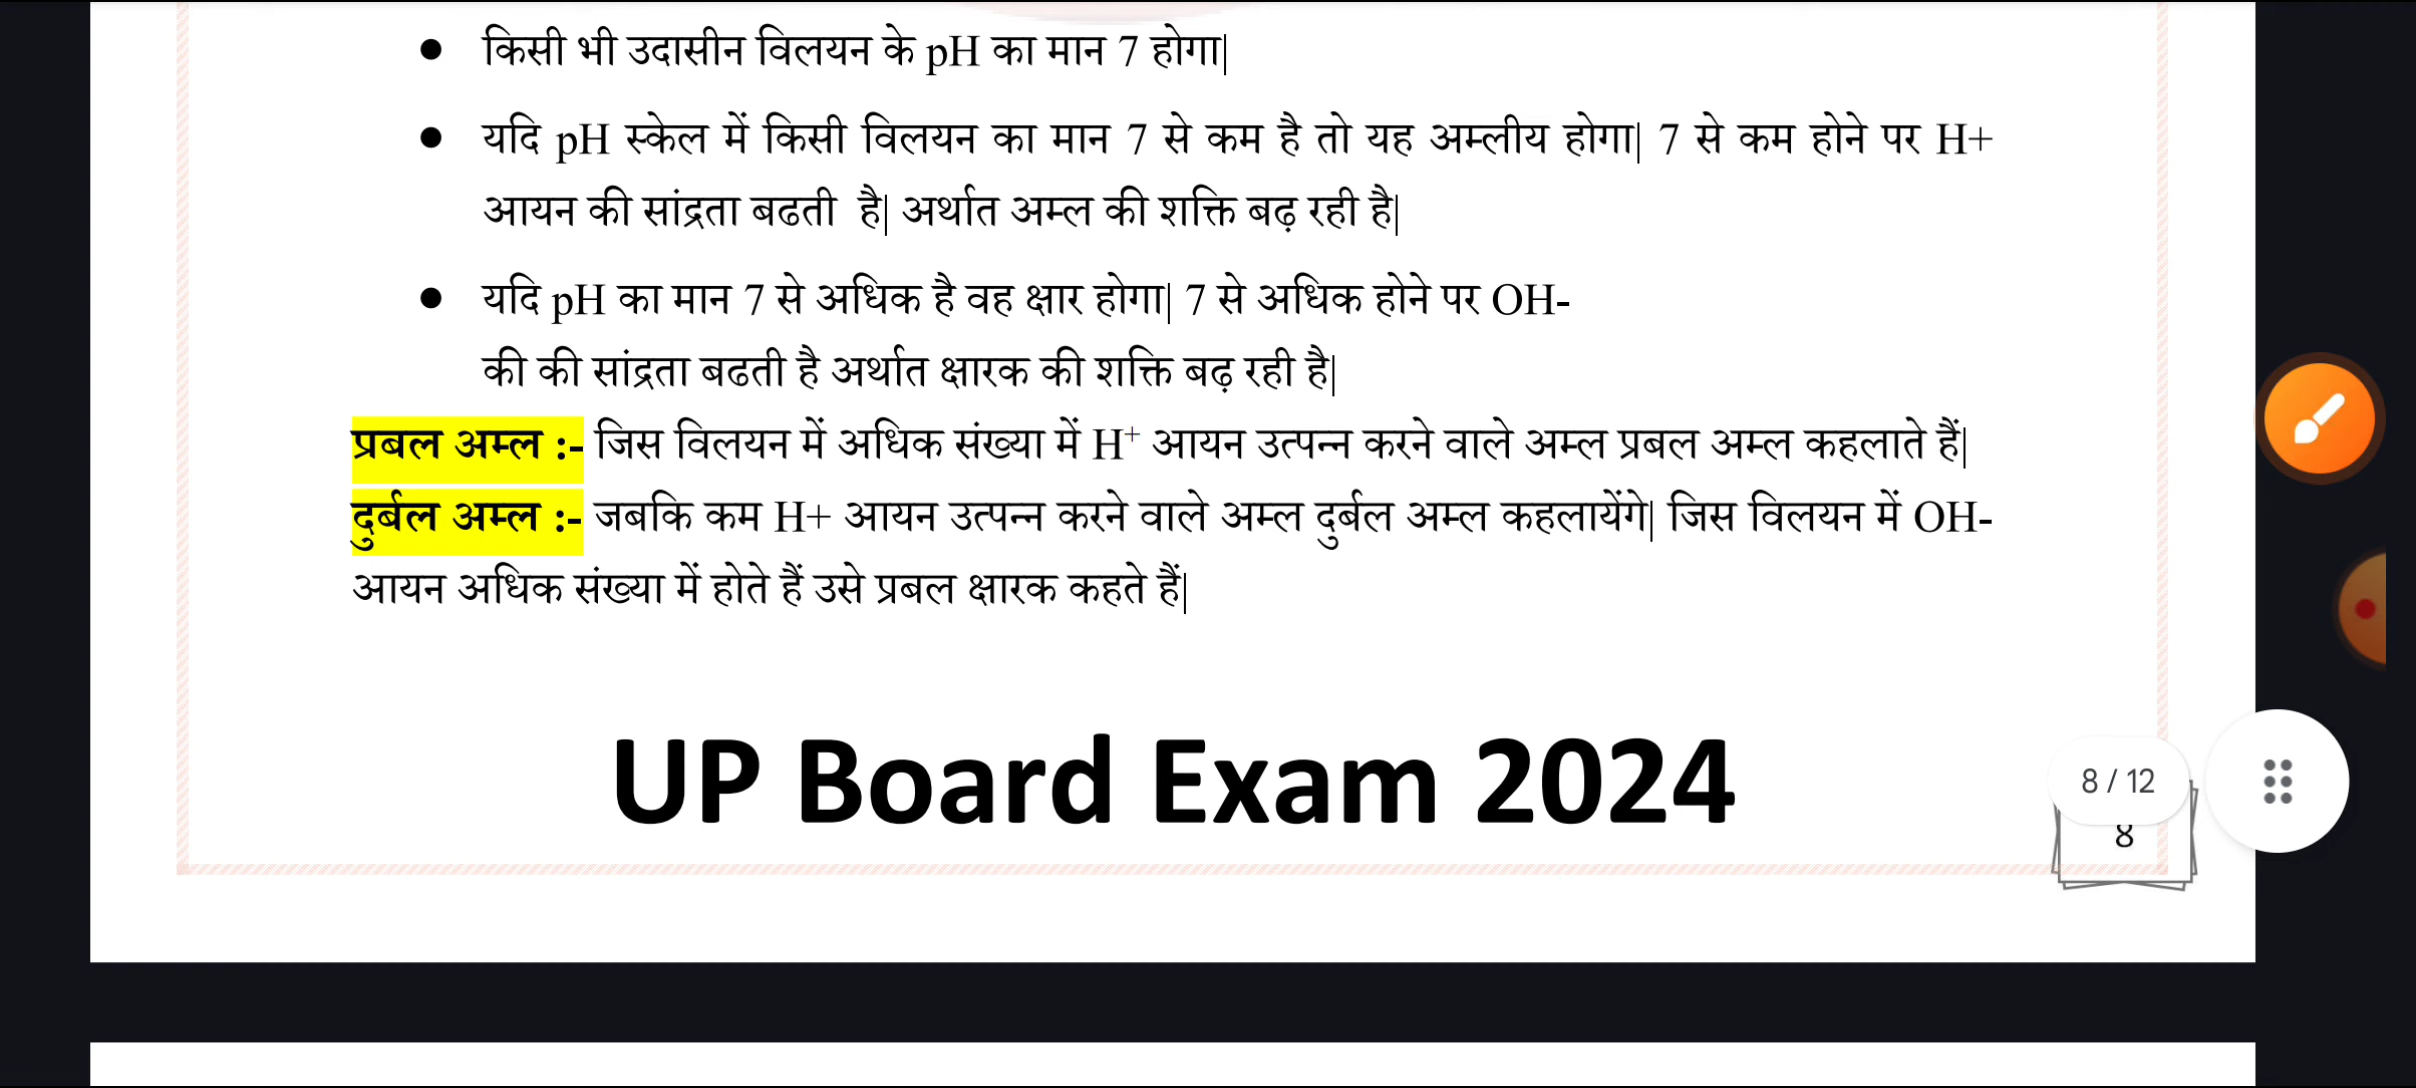 ● किसी भी उदासीन विलयन के pH का मान 7 होगा|
● यदि pH स्केल में किसी विलयन का मान 7 से कम है तो यह अम्लीय होगा| 7 से कम होने पर H+
आयन की सांद्रता बढती है| अर्थात अम्ल की शक्ति बढ़ रही है|
● यदि pH का मान 7 से अधिक है वह क्षार होगा| 7 से अधिक होने पर OH-
की की सांद्रता बढती है अर्थात क्षारक की शक्ति बढ़ रही है|
प्रबल अम्ल :- जिस विलयन में अधिक संख्या में H⁺ आयन उत्पन्न करने वाले अम्ल प्रबल अम्ल कहलाते हैं|
दुर्बल अम्ल :- जबकि कम H+ आयन उत्पन्न करने वाले अम्ल दुर्बल अम्ल कहलायेंगे| जिस विलयन में OH-
आयन अधिक संख्या में होते हैं उसे प्रबल क्षारक कहते हैं|
UP Board Exam 2024
8 / 12
8